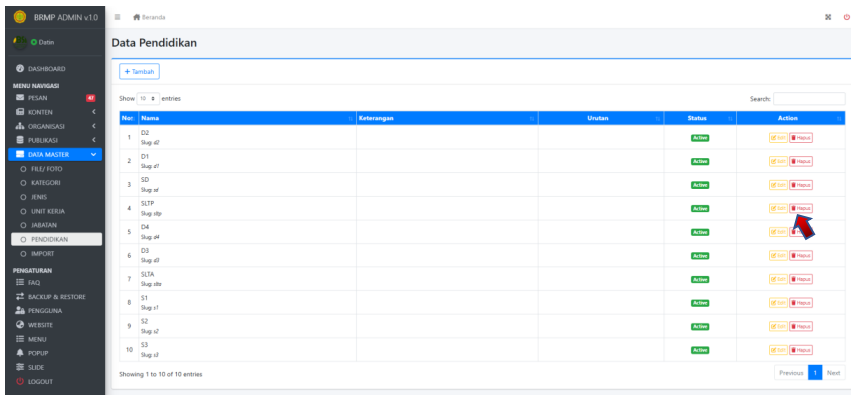 BRMP ADMIN v.1.0
Beranda
Datin
DASHBOARD
MENU NAVIGASI
PESAN 47
KONTEN
ORGANISASI
PUBLIKASI
DATA MASTER
FILE/ FOTO
KATEGORI
JENIS
UNIT KERJA
JABATAN
PENDIDIKAN
IMPORT
PENGATURAN
FAQ
BACKUP & RESTORE
PENGGUNA
WEBSITE
MENU
POPUP
SLIDE
LOGOUT
Data Pendidikan
+ Tambah
Show 10 entries
Search:
Nor. Nama Keterangan Urutan Status Action
1 D2 Active Edit Hapus
Slug: d2
2 D1 Active Edit Hapus
Slug: d1
3 SD Active Edit Hapus
Slug: sd
4 SLTP Active Edit Hapus
Slug: sltp
5 D4 Active Edit
Slug: d4
6 D3 Active Edit Hapus
Slug: d3
7 SLTA Active Edit Hapus
Slug: slta
8 S1 Active Edit Hapus
Slug: s1
9 S2 Active Edit Hapus
Slug: s2
10 S3 Active Edit Hapus
Slug: s3
Showing 1 to 10 of 10 entries
Previous 1 Next